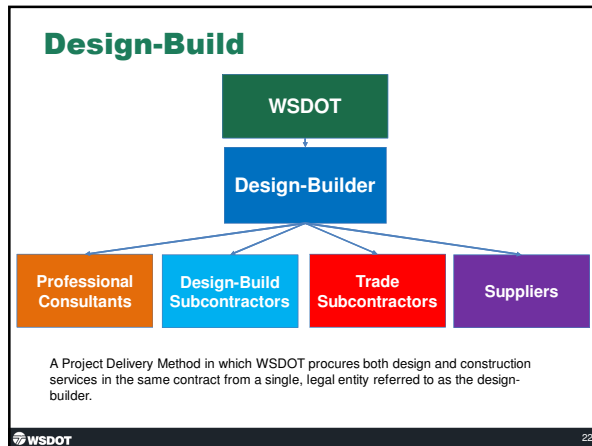 Design-Build
WSDOT
Design-Builder
Professional
Consultants
Design-Build
Subcontractors
Trade
Subcontractors
Suppliers
A Project Delivery Method in which WSDOT procures both design and construction
services in the same contract from a single, legal entity referred to as the design-
builder.
WSDOT
22